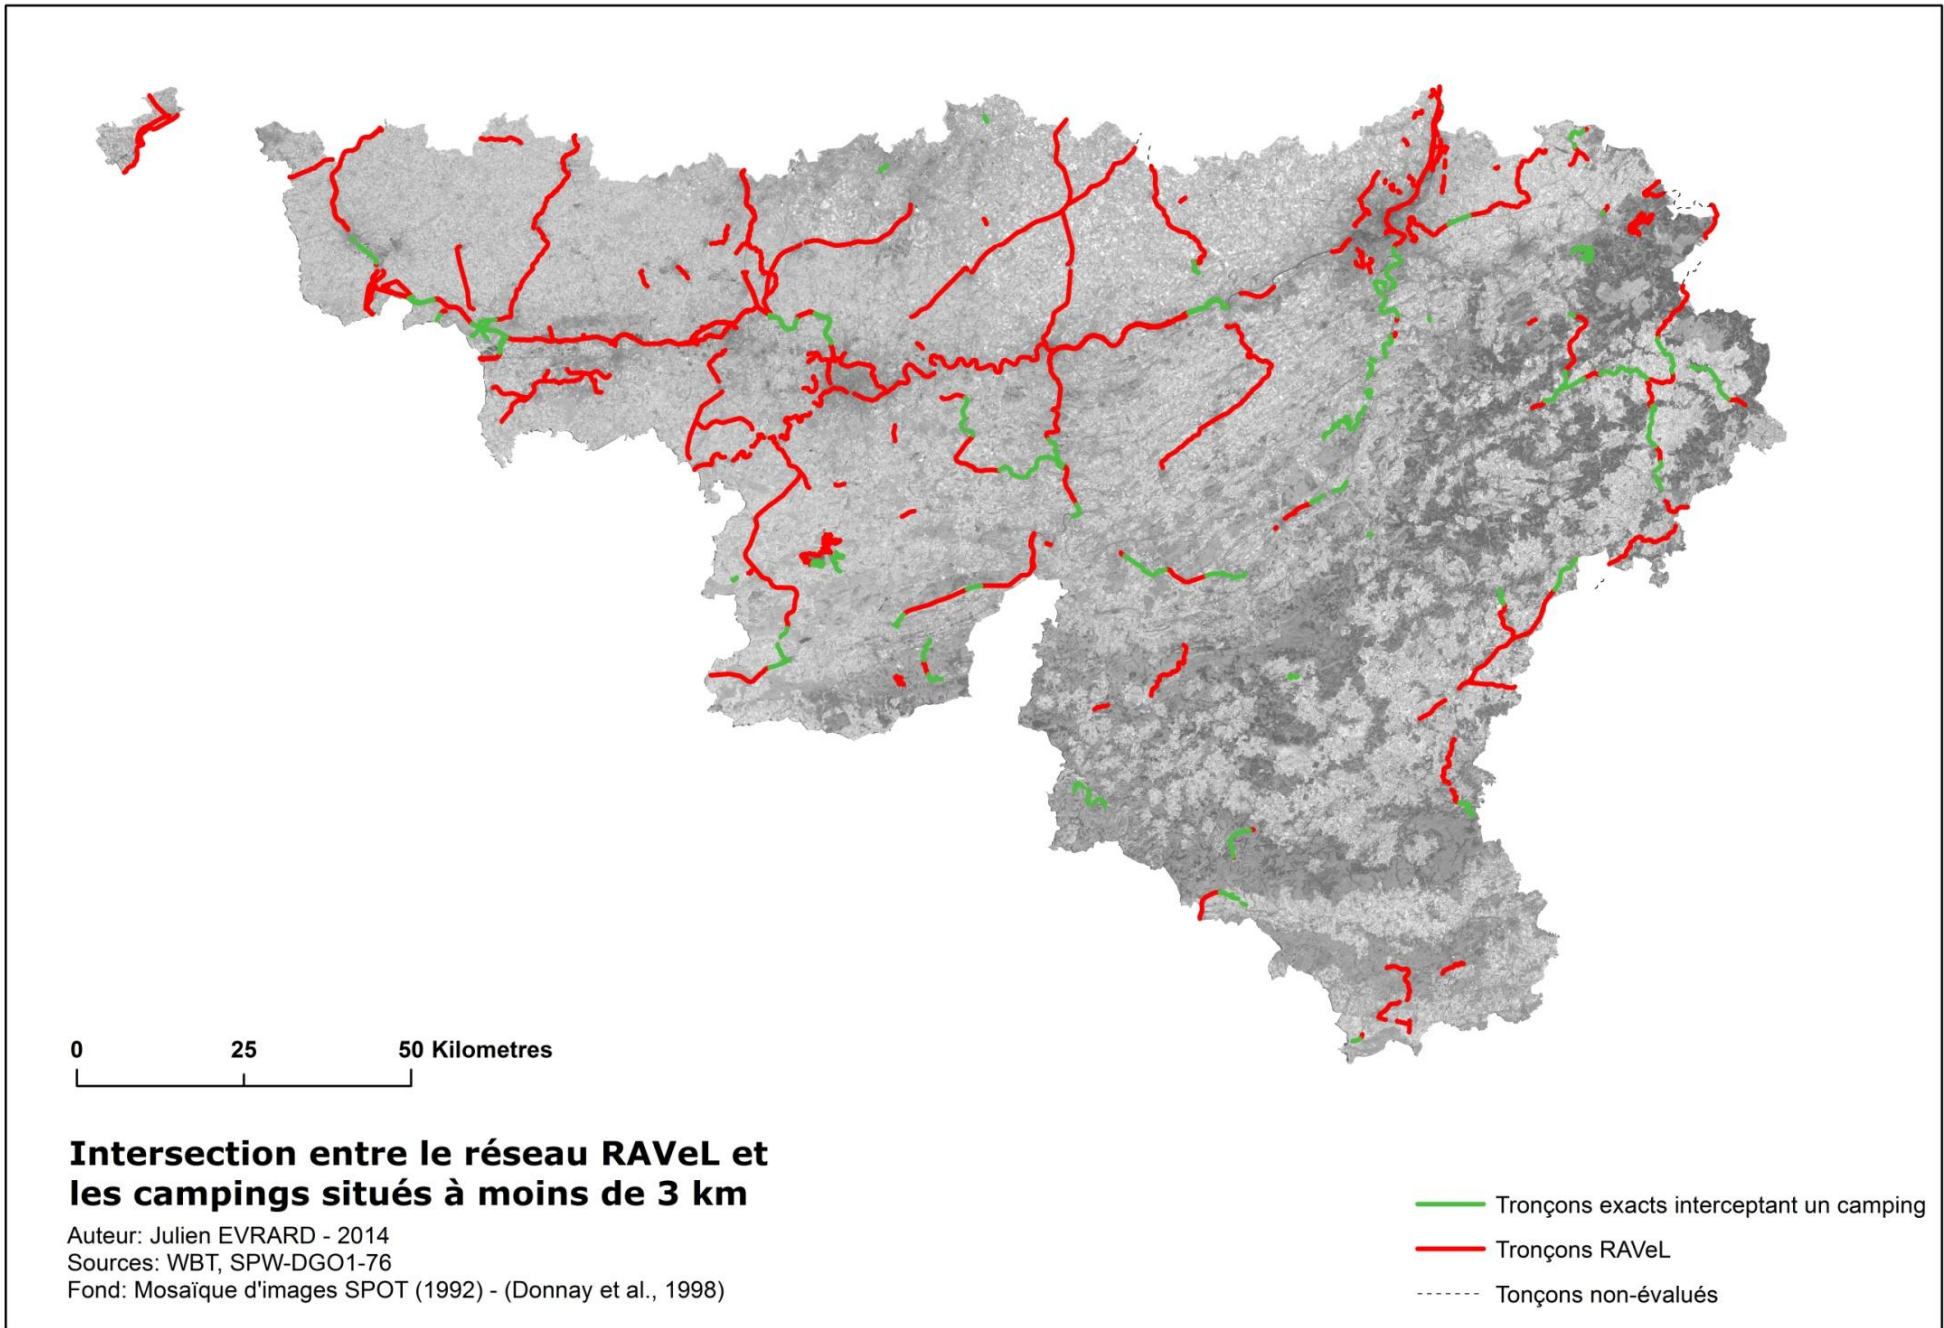 0 25 50 Kilometres
Intersection entre le réseau RAVeL et
les campings situés à moins de 3 km
Auteur: Julien EVRARD - 2014
Sources: WBT, SPW-DGO1-76
Fond: Mosaïque d'images SPOT (1992) - (Donnay et al., 1998)
Tronçons exacts interceptant un camping
Tronçons RAVeL
Tonçons non-évalués